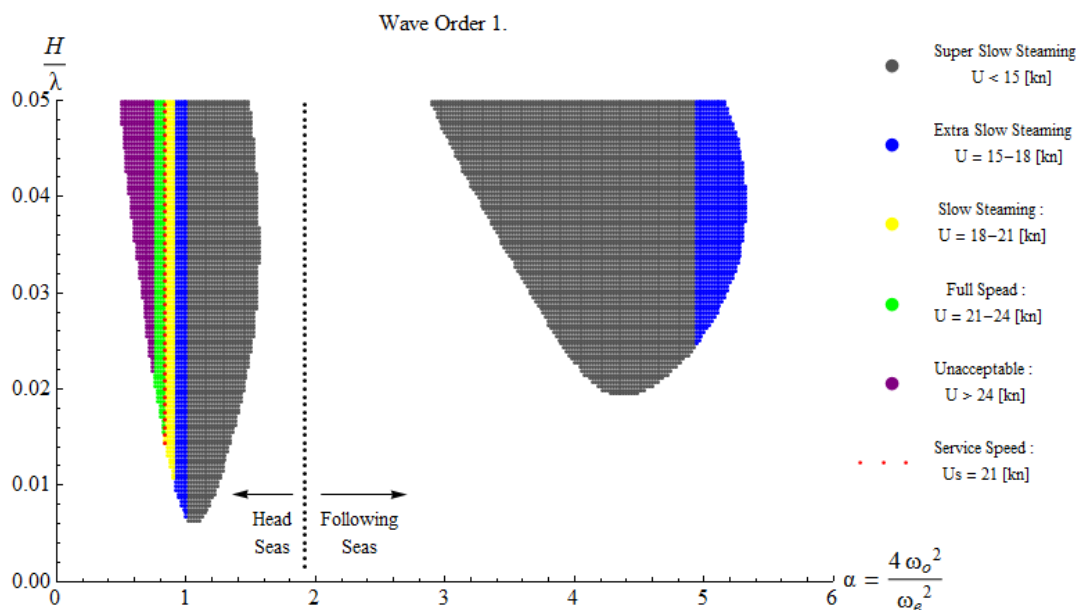 Wave Order 1.
H
λ
0.05
0.04
0.03
0.02
0.01
0.00
0
1
2
3
4
5
6
Head
Seas
Following
Seas
α = 4 ωo²
ωe²
Super Slow Steaming
U < 15 [kn]
Extra Slow Steaming
U = 15–18 [kn]
Slow Steaming :
U = 18–21 [kn]
Full Spead :
U = 21–24 [kn]
Unacceptable :
U > 24 [kn]
Service Speed :
Us = 21 [kn]